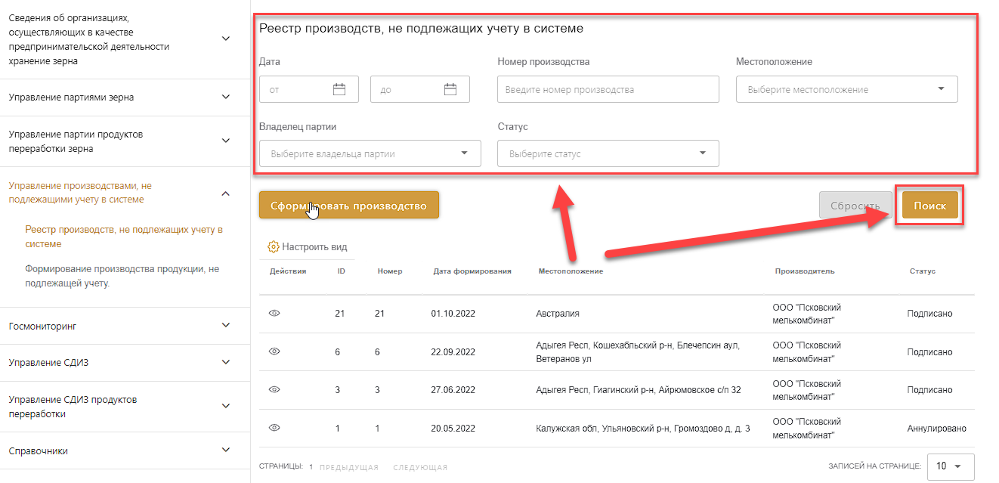 Сведения об организациях,
осуществляющих в качестве
предпринимательской деятельности
хранение зерна
Управление партиями зерна
Управление партии продуктов
переработки зерна
Управление производствами, не
подлежащими учету в системе
Реестр производств, не подлежащих учету в
системе
Формирование производства продукции, не
подлежащей учету.
Госмониторинг
Управление СДИЗ
Управление СДИЗ продуктов
переработки
Справочники
Реестр производств, не подлежащих учету в системе
Дата Номер производства Местоположение
от до Введите номер производства Выберите местоположение
Владелец партии Статус
Выберите владельца партии Выберите статус
Сформировать производство Сбросить Поиск
Настроить вид
Действия ID Номер Дата формирования Местоположение Производитель Статус
21 21 01.10.2022 Австралия ООО "Псковский
мелькомбинат" Подписано
6 6 22.09.2022 Адыгея Респ, Кошехабльский р-н, Блечепсин аул,
Ветеранов ул ООО "Псковский
мелькомбинат" Подписано
3 3 27.06.2022 Адыгея Респ, Гиагинский р-н, Айрюмовское с/п 32 ООО "Псковский
мелькомбинат" Подписано
1 1 20.05.2022 Калужская обл, Ульяновский р-н, Громоздово д, д. 3 ООО "Псковский
мелькомбинат" Аннулировано
СТРАНИЦЫ: 1 ПРЕДЫДУЩАЯ СЛЕДУЮЩАЯ ЗАПИСЕЙ НА СТРАНИЦЕ: 10